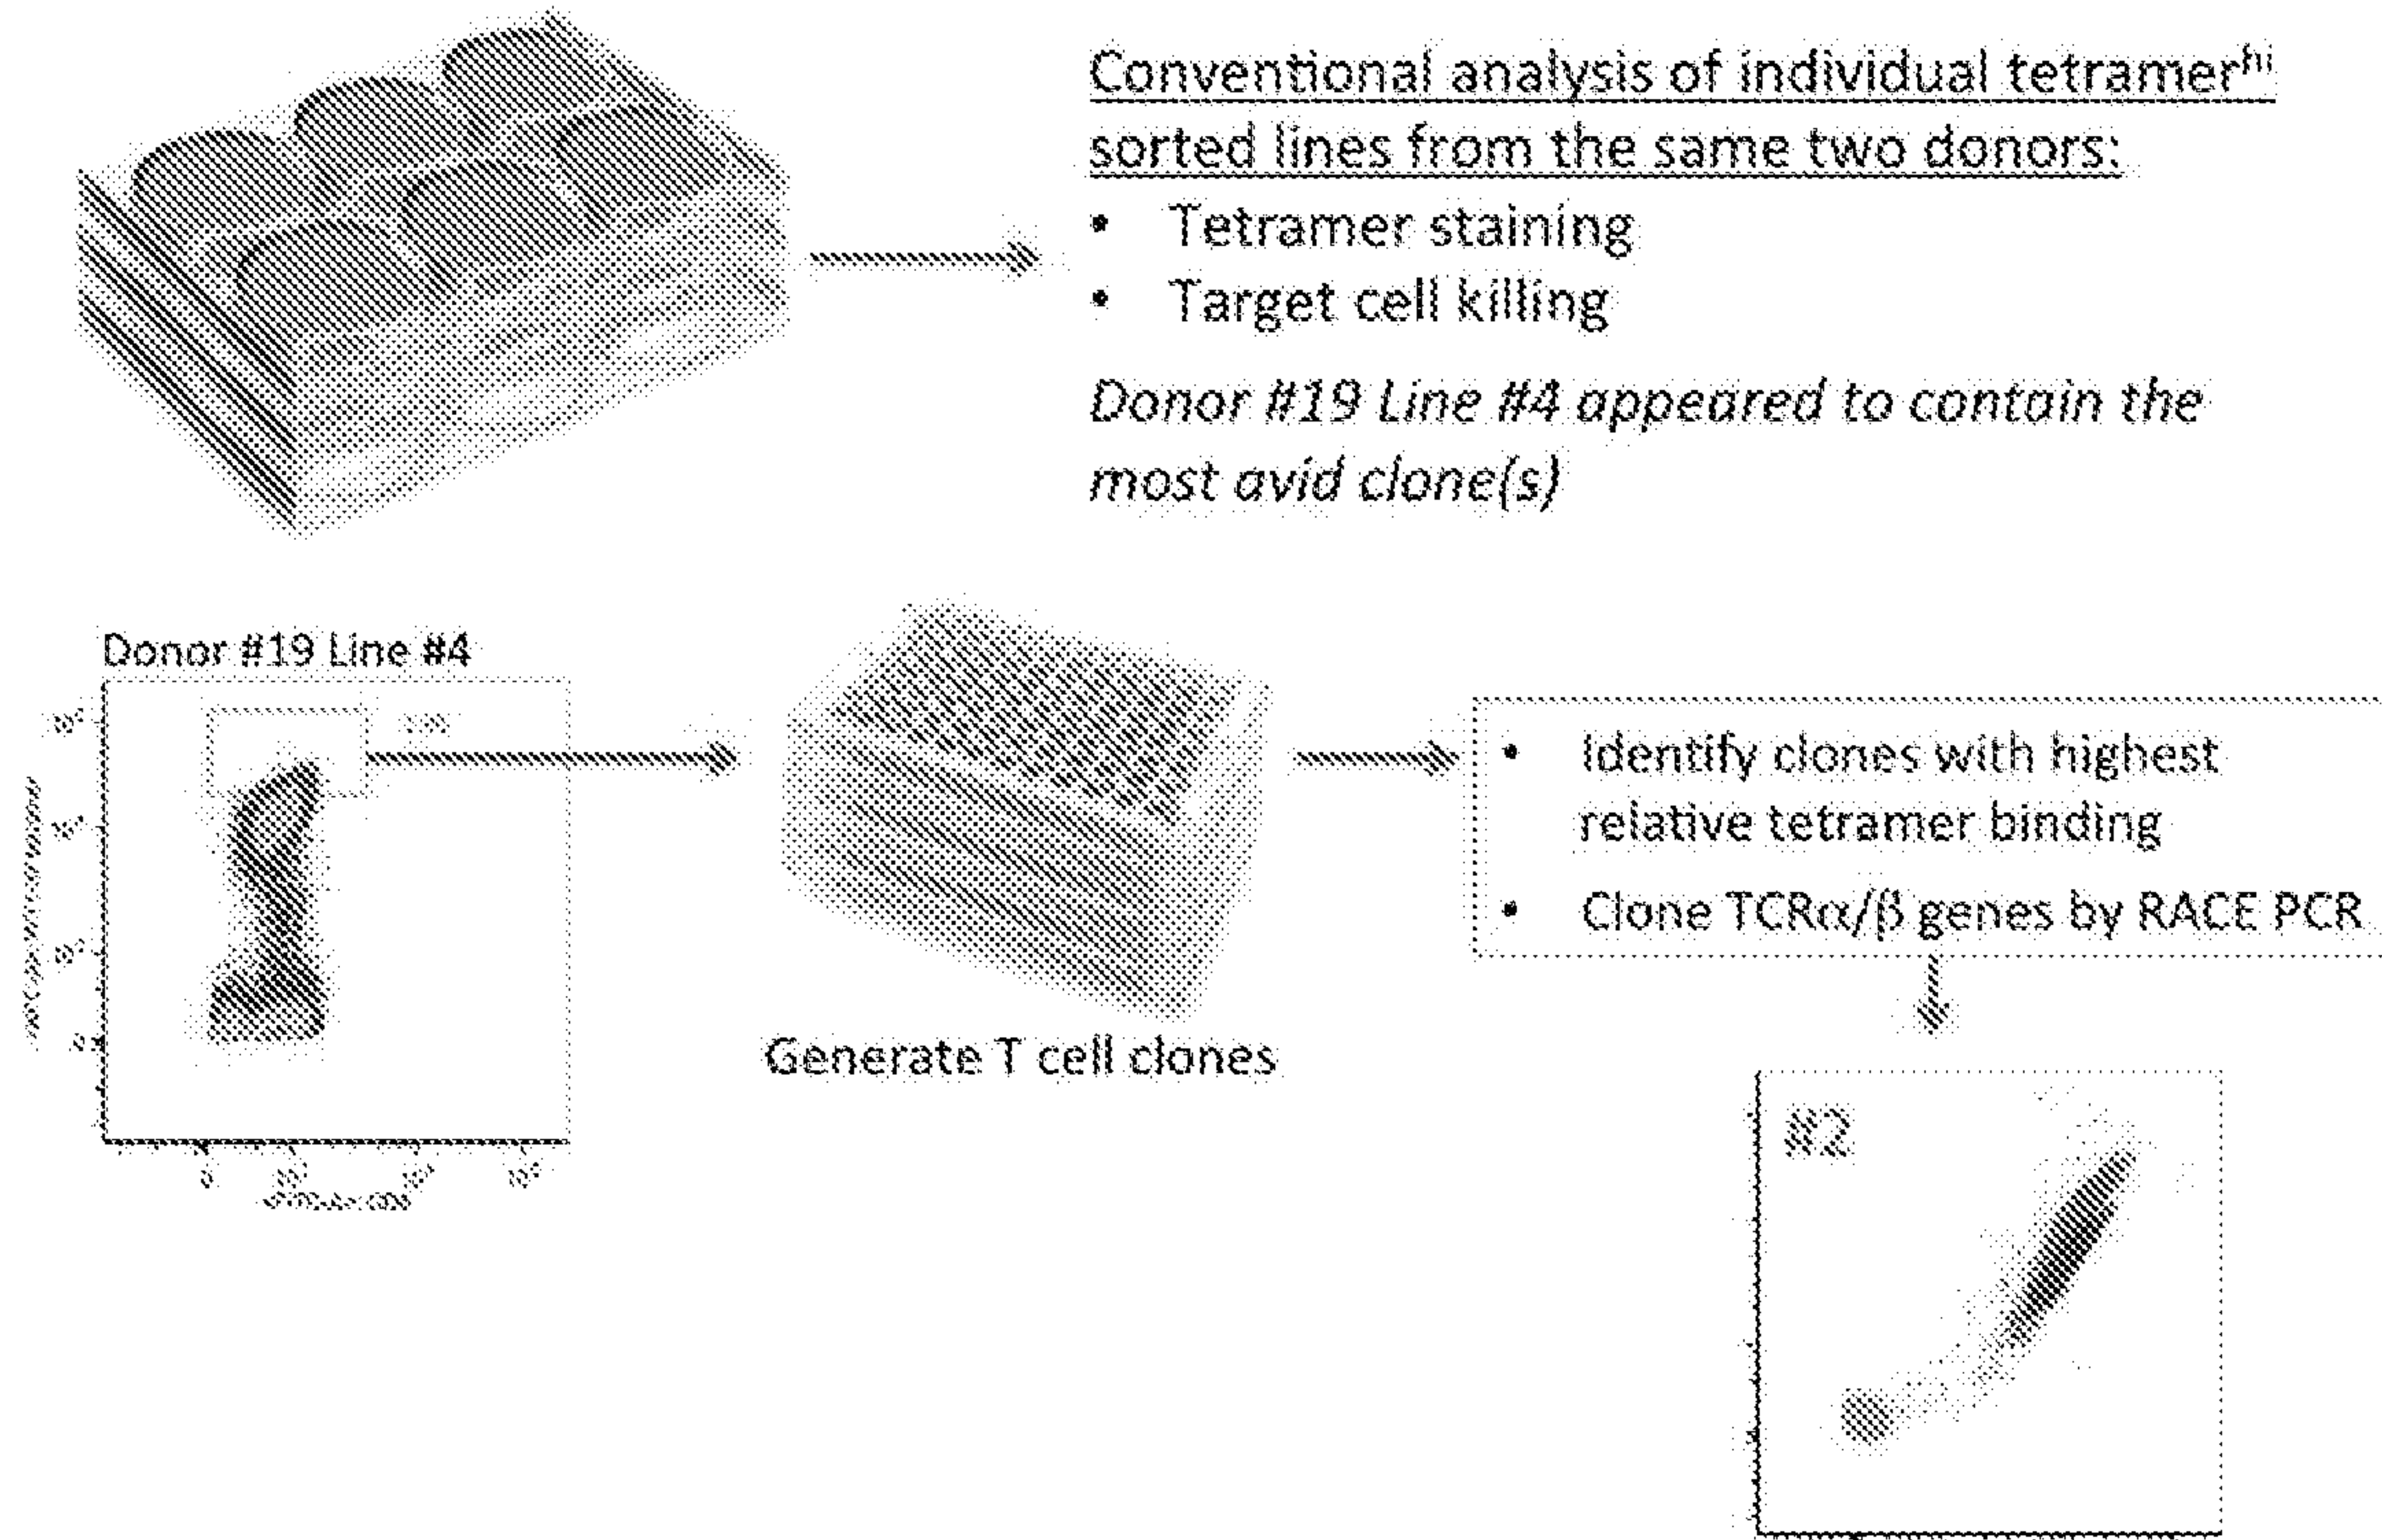 Conventional analysis of individual tetramerʰⁱ
sorted lines from the same two donors:
• Tetramer staining
• Target cell killing
Donor #19 Line #4 appeared to contain the
most avid clone(s)
Donor #19 Line #4
Generate T cell clones
• Identify clones with highest
relative tetramer binding
• Clone TCRα/β genes by RACE PCR
#2